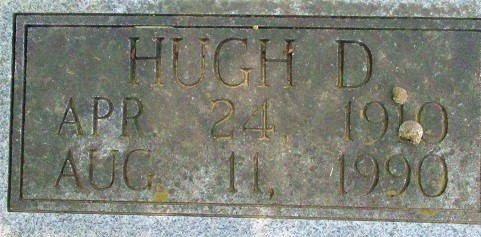 HUGH D.
APR. 24, 1910
AUG. 11, 1990